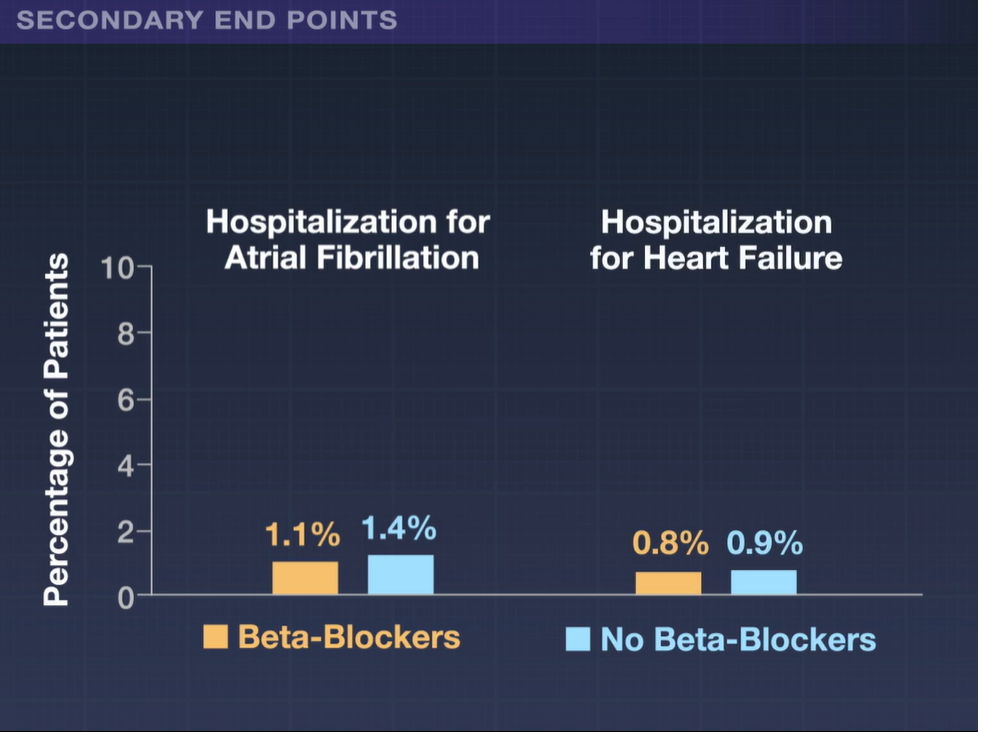 SECONDARY END POINTS
Hospitalization for
Atrial Fibrillation
Hospitalization
for Heart Failure
Percentage of Patients
10
8
6
4
2
0
1.1%
1.4%
0.8%
0.9%
Beta-Blockers
No Beta-Blockers